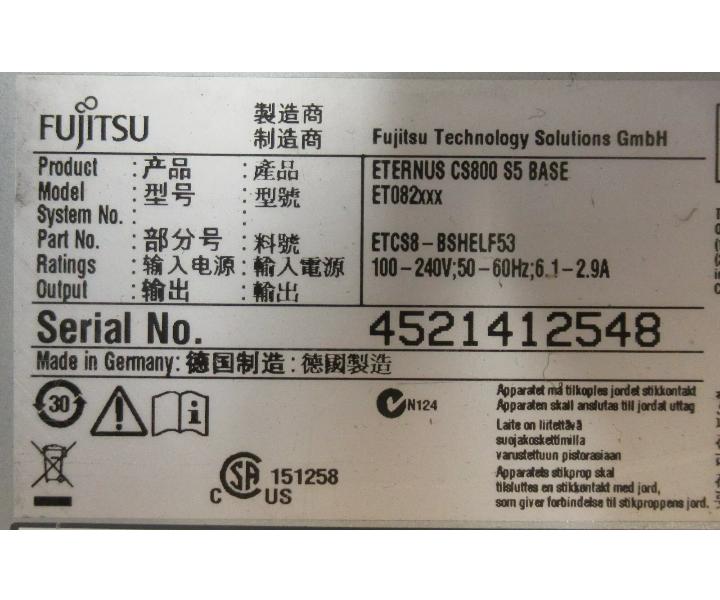 FUJITSU
製造商
制造商
Fujitsu Technology Solutions GmbH
Product : 产品 : 產品 ETERNUS CS800 S5 BASE
Model : 型号 : 型號 ET082xxx
System No. : :
Part No. : 部分号 : 料號 ETCS8-BSHELF53
Ratings : 输入电源 : 輸入電源 100-240V;50-60Hz;6.1-2.9A
Output : 输出 : 輸出
Serial No. 4521412548
Made in Germany: 德国制造: 德國製造
30
i
N124
Apparatet må tilkoples jordet stikkontakt
Apparaten skall anslutas till jordat uttag
Laite on liitettävä
suojakoskettimilla
varustettuun pistorasiaan
Apparatets stikprop skal
tilsluttes en stikkontakt med jord,
som giver forbindelse til stikproppens jord.
C SA US 151258